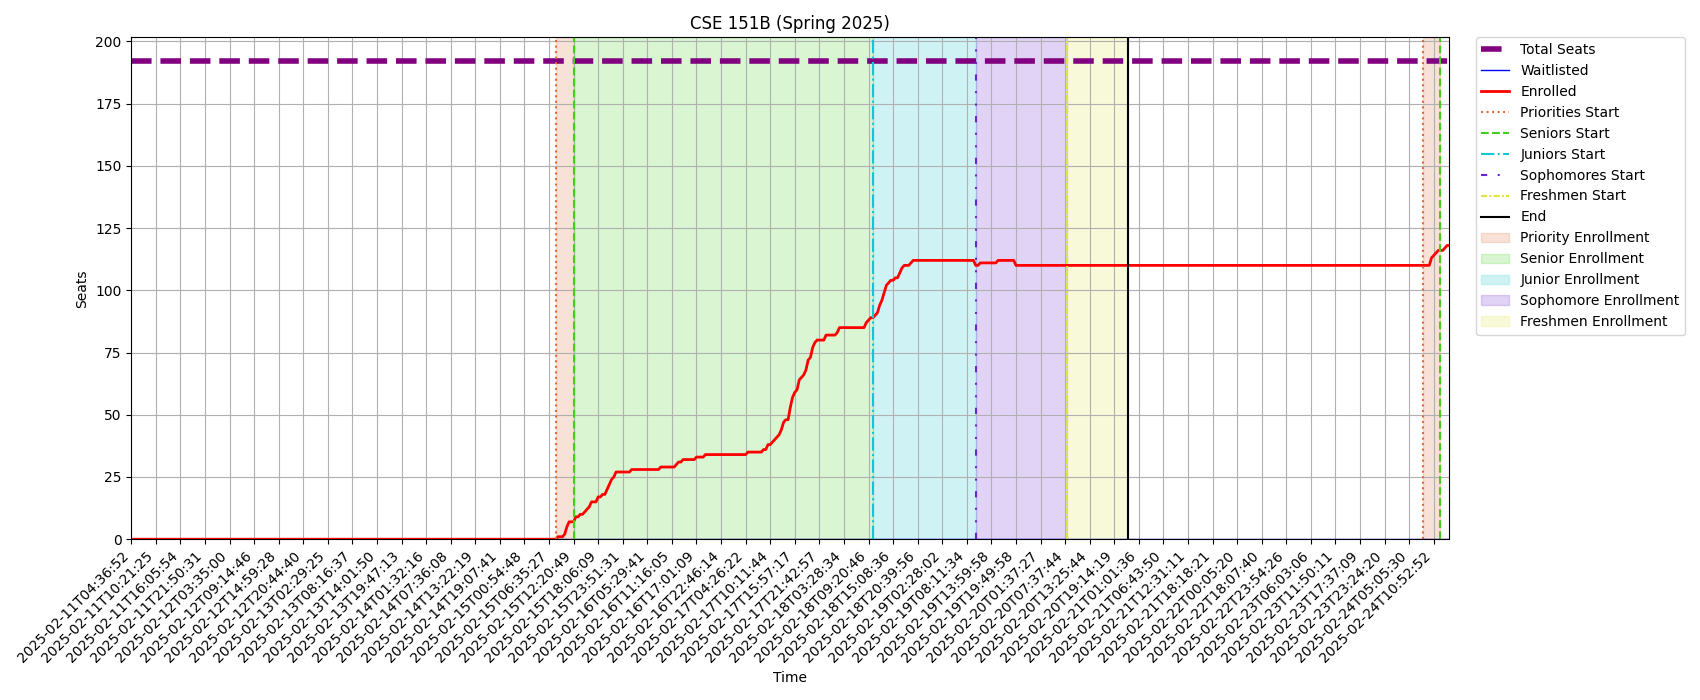 CSE 151B (Spring 2025)
200
175
150
125
100
75
50
25
0
Seats
2025-02-11T04:36:52
2025-02-11T10:21:25
2025-02-11T16:05:54
2025-02-11T21:50:31
2025-02-12T03:35:00
2025-02-12T09:14:46
2025-02-12T14:59:28
2025-02-12T20:44:40
2025-02-13T02:29:25
2025-02-13T08:16:37
2025-02-13T14:01:50
2025-02-13T19:47:13
2025-02-14T01:32:16
2025-02-14T07:36:08
2025-02-14T13:22:19
2025-02-14T19:07:41
2025-02-15T00:54:48
2025-02-15T06:35:27
2025-02-15T12:20:49
2025-02-15T18:06:09
2025-02-15T23:51:31
2025-02-16T05:29:41
2025-02-16T11:16:05
2025-02-16T17:01:09
2025-02-16T22:46:14
2025-02-17T04:26:22
2025-02-17T10:11:44
2025-02-17T15:57:17
2025-02-17T21:42:57
2025-02-18T03:28:34
2025-02-18T09:20:46
2025-02-18T15:08:36
2025-02-18T20:39:56
2025-02-19T02:28:02
2025-02-19T08:11:34
2025-02-19T13:59:58
2025-02-19T19:49:58
2025-02-20T01:37:27
2025-02-20T07:37:44
2025-02-20T13:25:44
2025-02-20T19:14:19
2025-02-21T01:01:36
2025-02-21T06:43:50
2025-02-21T12:31:11
2025-02-21T18:18:21
2025-02-22T00:05:20
2025-02-22T18:07:40
2025-02-22T23:54:26
2025-02-23T06:03:06
2025-02-23T11:50:11
2025-02-23T17:37:09
2025-02-23T23:24:20
2025-02-24T05:05:30
2025-02-24T10:52:52
Time
Total Seats
Waitlisted
Enrolled
Priorities Start
Seniors Start
Juniors Start
Sophomores Start
Freshmen Start
End
Priority Enrollment
Senior Enrollment
Junior Enrollment
Sophomore Enrollment
Freshmen Enrollment